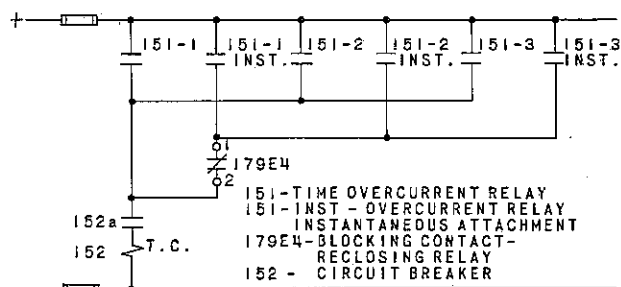 +
151-1
151-1
INST.
151-2
151-2
INST.
151-3
151-3
INST.
1
179E4
2
152a
152
T.C.
151-TIME OVERCURRENT RELAY
151-INST - OVERCURRENT RELAY
INSTANTANEOUS ATTACHMENT
179E4-BLOCKING CONTACT-
RECLOSING RELAY
152 - CIRCUIT BREAKER